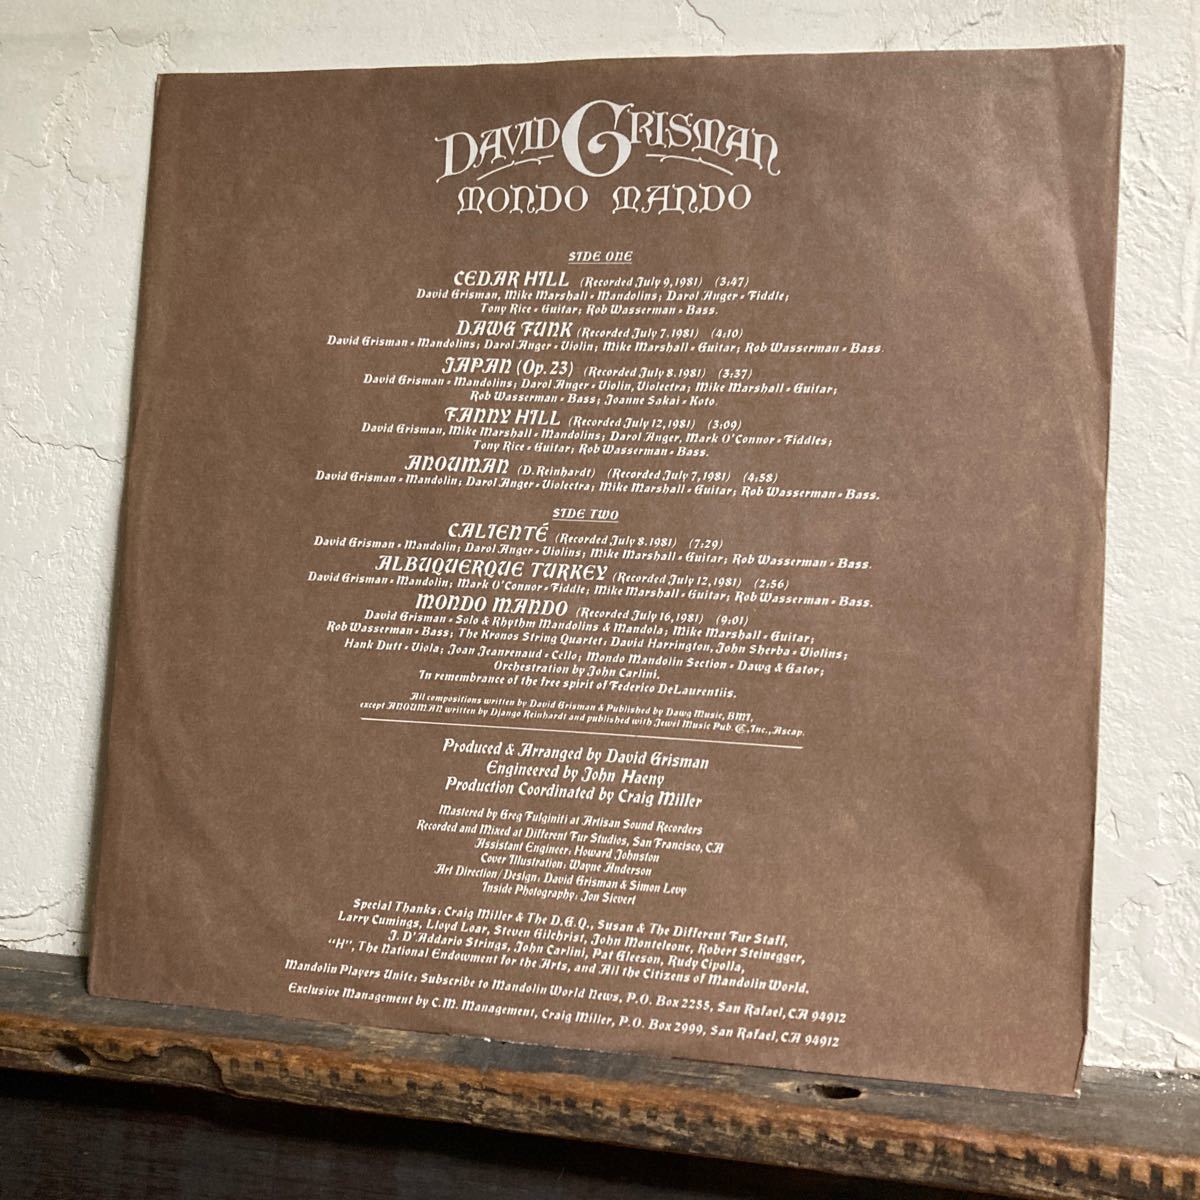 DAVID GRISMAN
MONDO MANDO
SIDE ONE
CEDAR HILL (Recorded July 9, 1981) (3:47)
David Grisman, Mike Marshall - Mandolins; Darol Anger - Fiddle;
Tony Rice - Guitar; Rob Wasserman - Bass.
DAWG FUNK (Recorded July 7, 1981) (4:10)
David Grisman - Mandolins; Darol Anger - Violin; Mike Marshall - Guitar; Rob Wasserman - Bass.
JAPAN (Op. 23) (Recorded July 8, 1981) (3:37)
David Grisman - Mandolins; Darol Anger - Violin, Violectra; Mike Marshall - Guitar;
Rob Wasserman - Bass; Joanne Sakai - Koto.
FANNY HILL (Recorded July 12, 1981) (3:09)
David Grisman, Mike Marshall - Mandolins; Darol Anger, Mark O'Connor - Fiddles;
Tony Rice - Guitar; Rob Wasserman - Bass.
ANOUMAN (D. Reinhardt) (Recorded July 7, 1981) (4:58)
David Grisman - Mandolin; Darol Anger - Violectra; Mike Marshall - Guitar; Rob Wasserman - Bass.
SIDE TWO
CALIENTÉ (Recorded July 8, 1981) (7:29)
David Grisman - Mandolin; Darol Anger - Violins; Mike Marshall - Guitar; Rob Wasserman - Bass.
ALBUQUERQUE TURKEY (Recorded July 12, 1981) (2:56)
David Grisman - Mandolin; Mark O'Connor - Fiddle; Mike Marshall - Guitar; Rob Wasserman - Bass.
MONDO MANDO (Recorded July 16, 1981) (9:01)
David Grisman - Solo & Rhythm Mandolins & Mandola; Mike Marshall - Guitar;
Rob Wasserman - Bass; The Kronos String Quartet: David Harrington, John Sherba - Violins;
Hank Dutt - Viola; Joan Jeanrenaud - Cello; Mondo Mandolin Section - Dawg & Gator;
Orchestration by John Carlini.
In remembrance of the free spirit of Federico DeLaurentiis.
All compositions written by David Grisman & Published by Dawg Music, BMI,
except ANOUMAN written by Django Reinhardt and published with Jewel Music Pub. C., Inc., Ascap.
Produced & Arranged by David Grisman
Engineered by John Haeny
Production Coordinated by Craig Miller
Mastered by Greg Fulginiti at Artisan Sound Recorders
Recorded and Mixed at Different Fur Studios, San Francisco, CA
Assistant Engineer: Howard Johnston
Cover Illustration: Wayne Anderson
Art Direction/Design: David Grisman & Simon Levy
Inside Photography: Jon Sievert
Special Thanks: Craig Miller & The D.G.Q., Susan & The Different Fur Staff,
Larry Cumings, Lloyd Loar, Steven Gilchrist, John Monteleone, Robert Steinegger,
J. D'Addario Strings, John Carlini, Pat Gleeson, Rudy Cipolla,
"H", The National Endowment for the Arts, and All the Citizens of Mandolin World.
Mandolin Players Unite: Subscribe to Mandolin World News, P.O. Box 2255, San Rafael, CA 94912
Exclusive Management by C.M. Management, Craig Miller, P.O. Box 2999, San Rafael, CA 94912